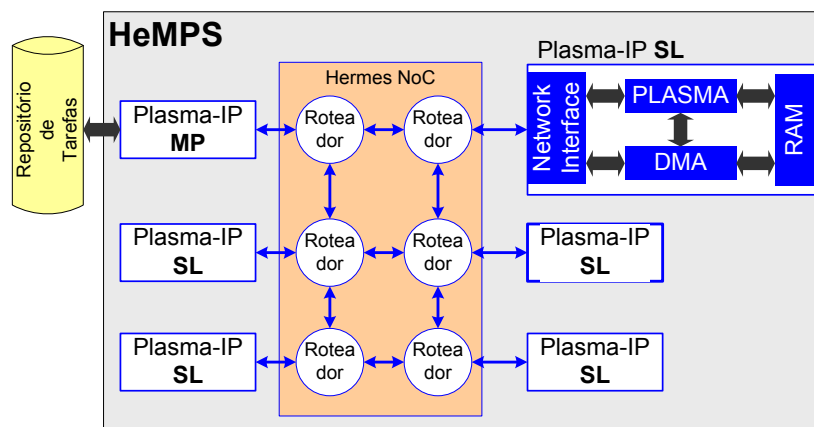 HeMPS
Repositório
de
Tarefas
Plasma-IP
MP
Hermes NoC
Rotea
dor
Rotea
dor
Plasma-IP SL
Network
Interface
PLASMA
DMA
RAM
Plasma-IP
SL
Rotea
dor
Rotea
dor
Plasma-IP
SL
Plasma-IP
SL
Rotea
dor
Rotea
dor
Plasma-IP
SL